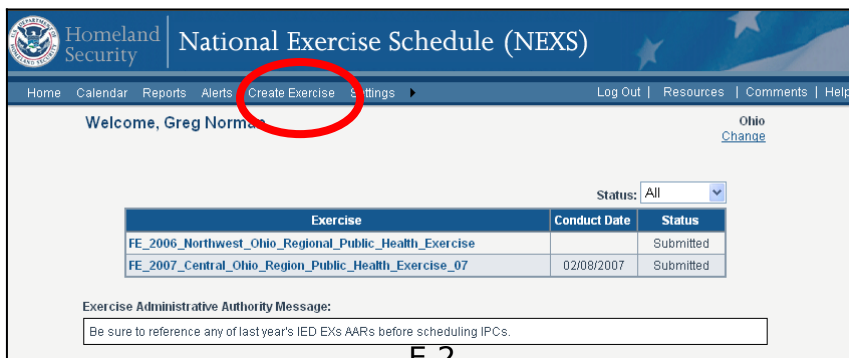 Homeland Security National Exercise Schedule (NEXS)
Home Calendar Reports Alerts Create Exercise Settings Log Out | Resources | Comments | Help
Welcome, Greg Norman
Ohio
Change
Status: All
Exercise Conduct Date Status
FE_2006_Northwest_Ohio_Regional_Public_Health_Exercise Submitted
FE_2007_Central_Ohio_Region_Public_Health_Exercise_07 02/08/2007 Submitted
Exercise Administrative Authority Message:
Be sure to reference any of last year's IED EXs AARs before scheduling IPCs.
E-2